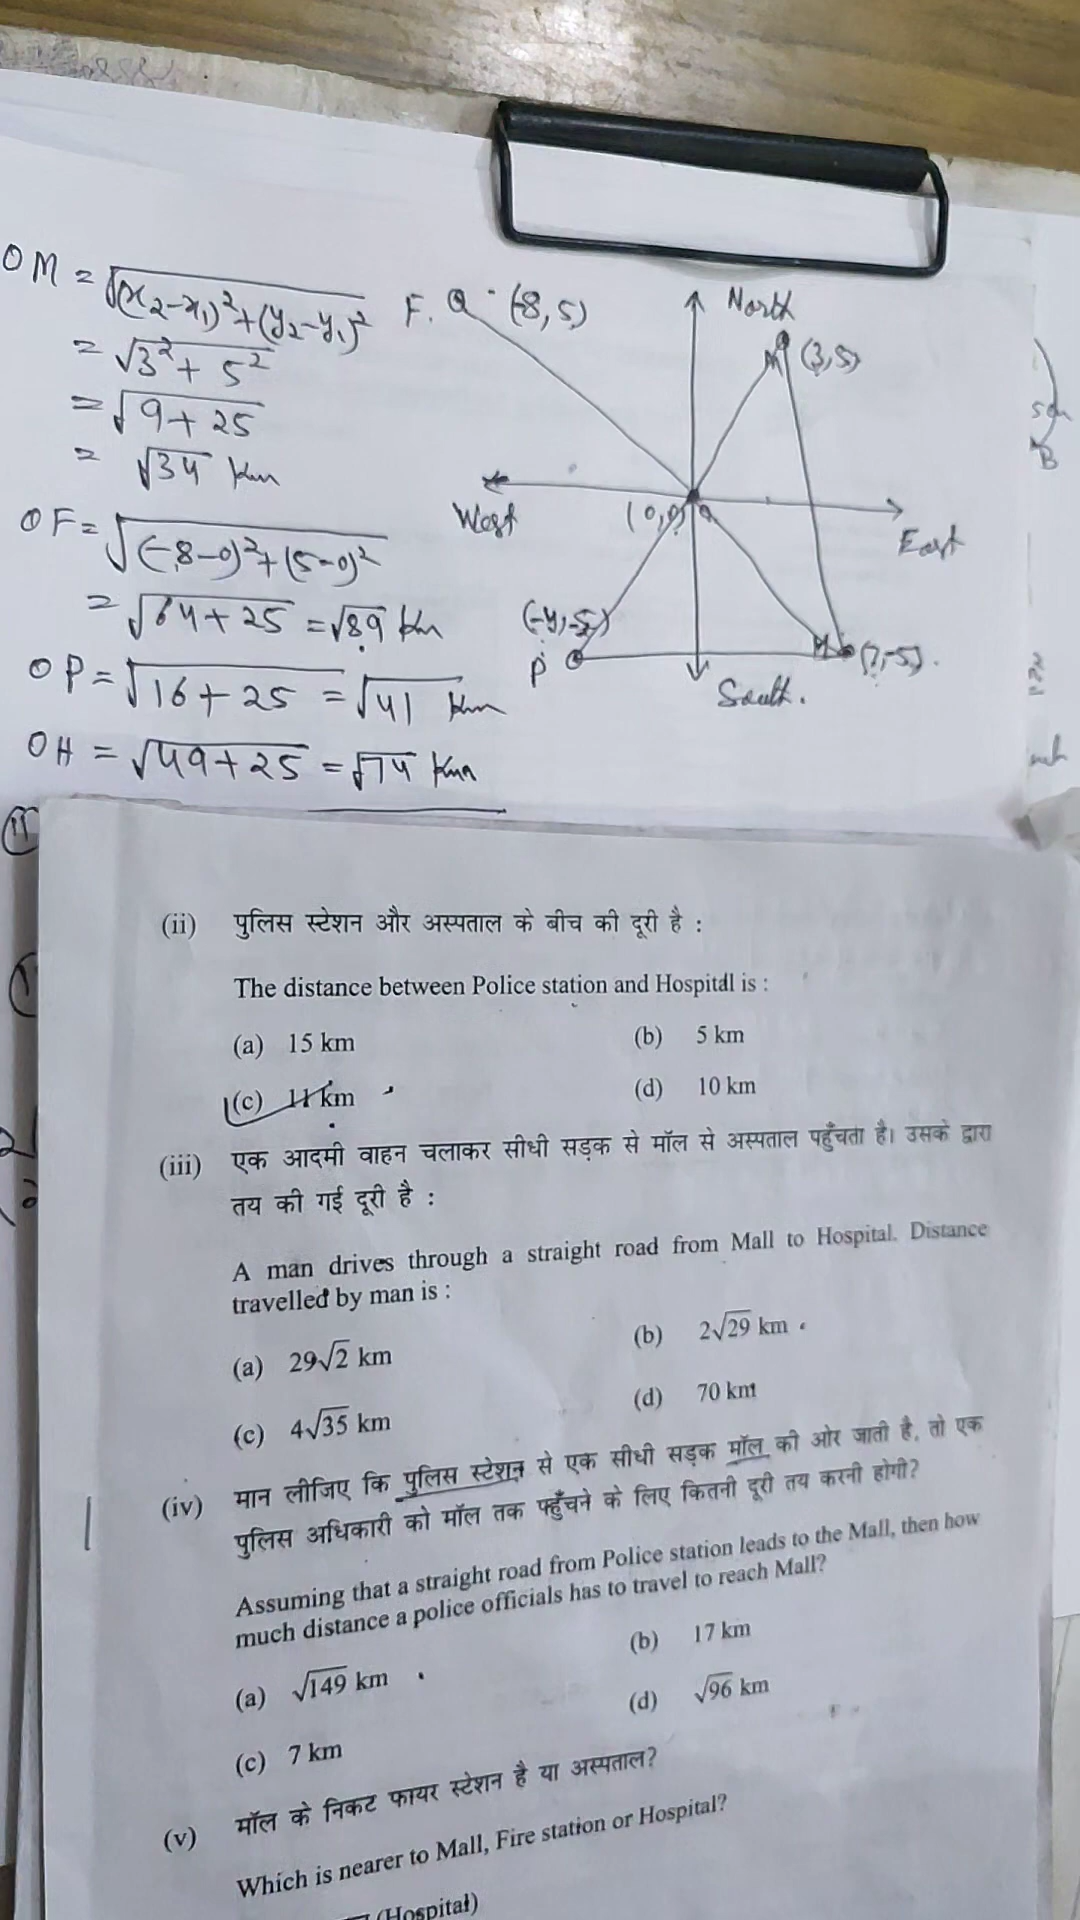 OM = √(x₂-x₁)²+(y₂-y₁)²
= √3²+5²
= √9+25
= √34 km
OF = √(-8-0)²+(5-0)²
= √64+25 = √89 km
OP = √16+25 = √41 km
OH = √49+25 = √74 km
F. (-8,5)
North
M (3,5)
West
(0,0)
East
(-4,-5)
P
H (7,-5).
South.
(ii) पुलिस स्टेशन और अस्पताल के बीच की दूरी है :
The distance between Police station and Hospital is :
(a) 15 km (b) 5 km
(c) 11 km (d) 10 km
(iii) एक आदमी वाहन चलाकर सीधी सड़क से मॉल से अस्पताल पहुँचता है। उसके द्वारा
तय की गई दूरी है :
A man drives through a straight road from Mall to Hospital. Distance
travelled by man is :
(a) 29√2 km (b) 2√29 km
(c) 4√35 km (d) 70 km
(iv) मान लीजिए कि पुलिस स्टेशन से एक सीधी सड़क मॉल की ओर जाती है, तो एक
पुलिस अधिकारी को मॉल तक पहुँचने के लिए कितनी दूरी तय करनी होगी?
Assuming that a straight road from Police station leads to the Mall, then how
much distance a police officials has to travel to reach Mall?
(a) √149 km (b) 17 km
(c) 7 km (d) √96 km
(v) मॉल के निकट फायर स्टेशन है या अस्पताल?
Which is nearer to Mall, Fire station or Hospital?
(Hospital)